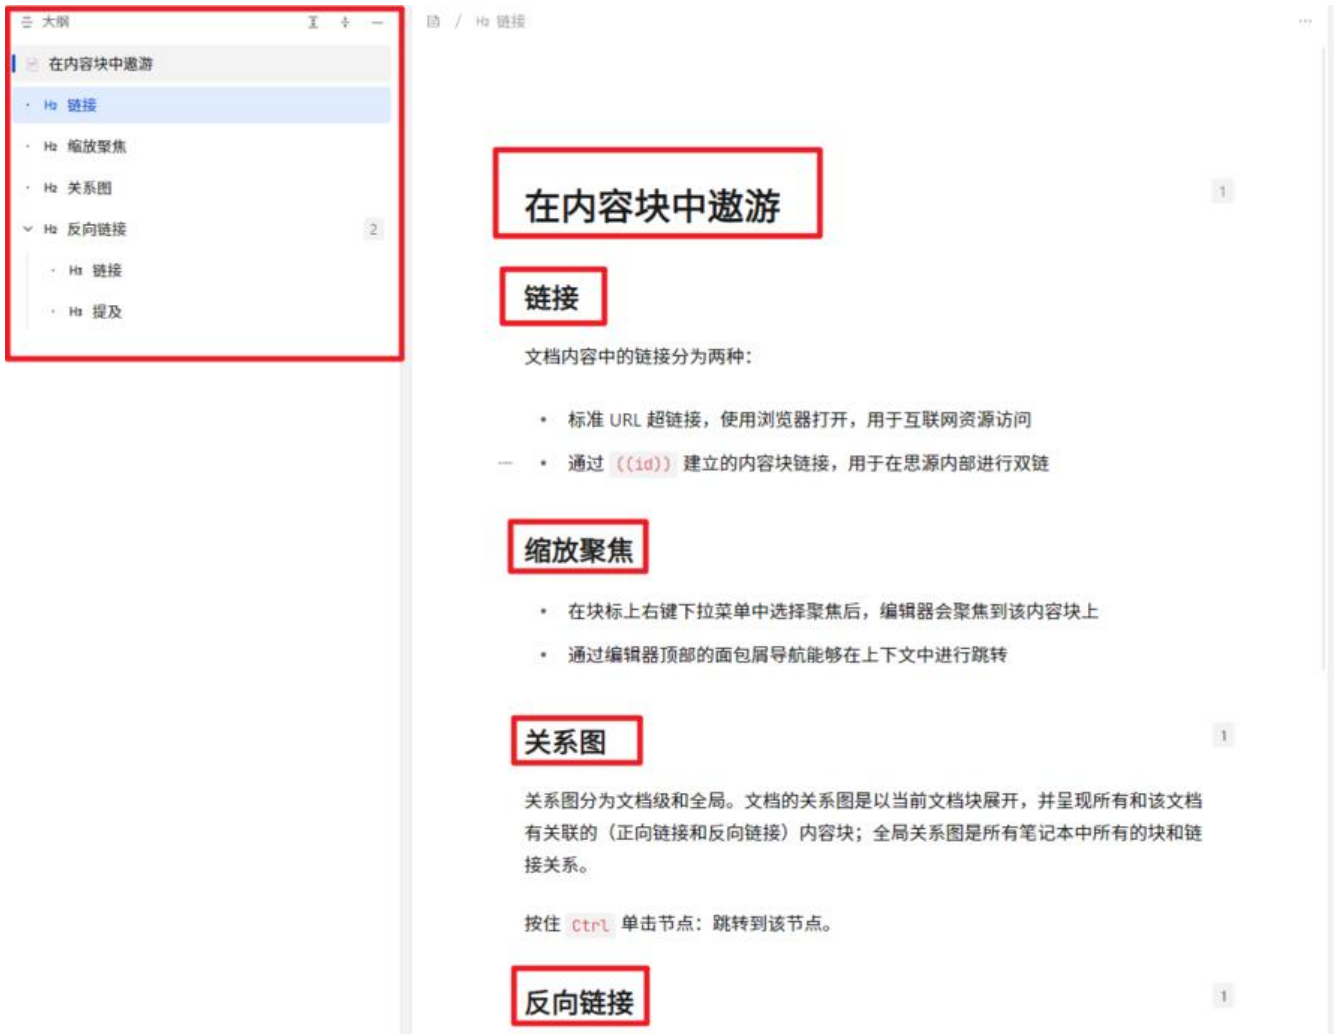 大纲
在内容块中遨游
H2 链接
H2 缩放聚焦
H2 关系图
H2 反向链接 2
H3 链接
H3 提及
/ H2 链接
在内容块中遨游 1
链接
文档内容中的链接分为两种：
• 标准 URL 超链接，使用浏览器打开，用于互联网资源访问
• 通过 ((id)) 建立的内容块链接，用于在思源内部进行双链
缩放聚焦
• 在块标上右键下拉菜单中选择聚焦后，编辑器会聚焦到该内容块上
• 通过编辑器顶部的面包屑导航能够在上下文中进行跳转
关系图 1
关系图分为文档级和全局。文档的关系图是以当前文档块展开，并呈现所有和该文档
有关联的（正向链接和反向链接）内容块；全局关系图是所有笔记本中所有的块和链
接关系。
按住 Ctrl 单击节点：跳转到该节点。
反向链接 1